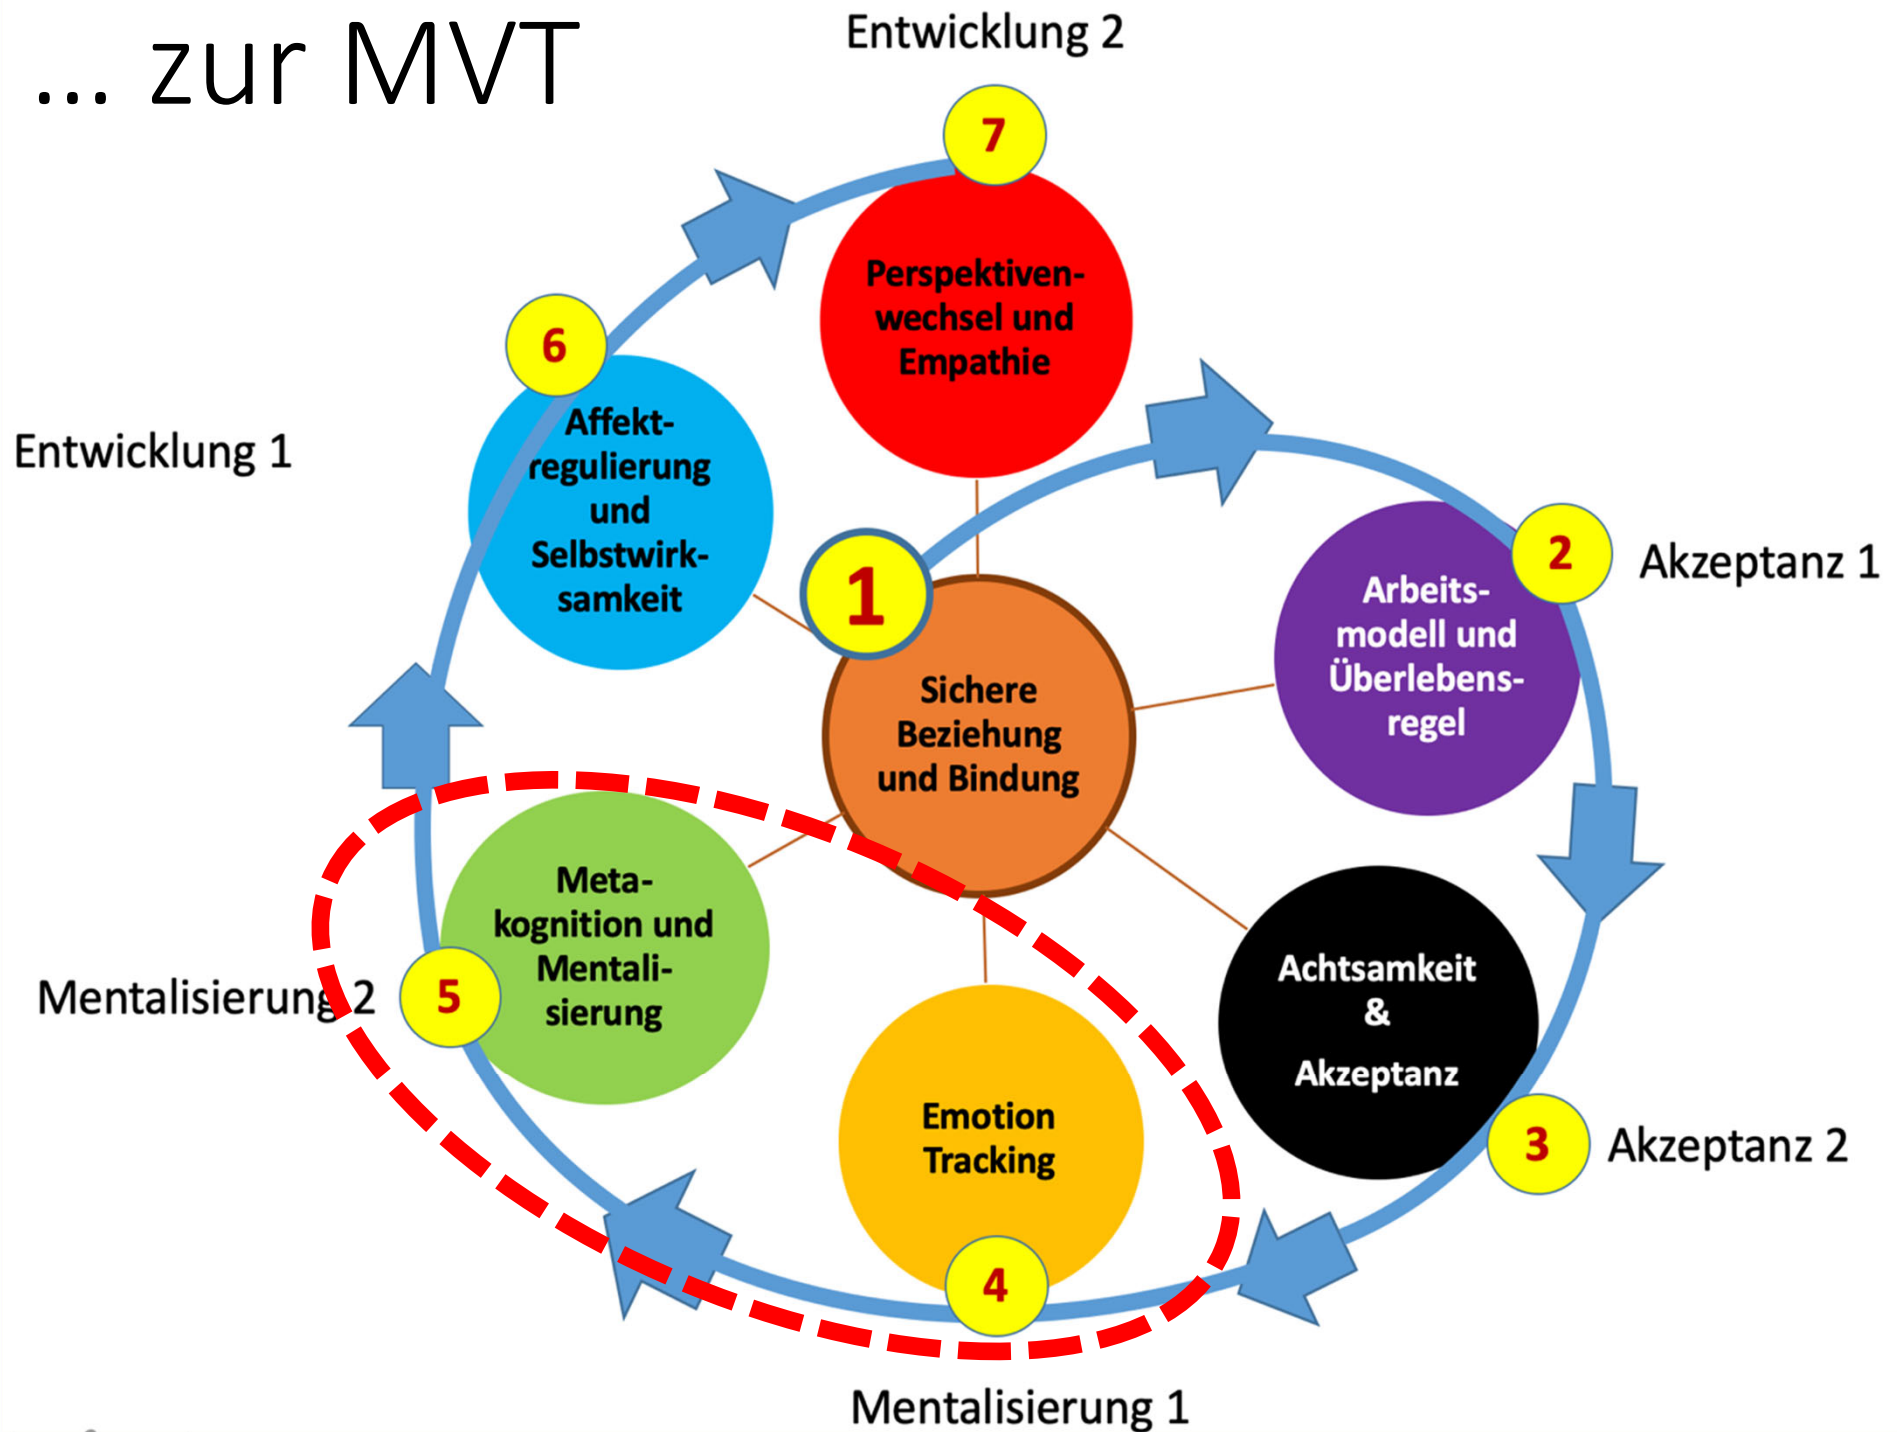 ... zur MVT
Entwicklung 2
7
Perspektiven-
wechsel und
Empathie
6
Affekt-
regulierung
und
Selbstwirk-
samkeit
Entwicklung 1
1
Sichere
Beziehung
und Bindung
2
Akzeptanz 1
Arbeits-
modell und
Überlebens-
regel
Achtsamkeit
&
Akzeptanz
3
Akzeptanz 2
Meta-
kognition und
Mentali-
sierung
Mentalisierung 2
5
Emotion
Tracking
4
Mentalisierung 1